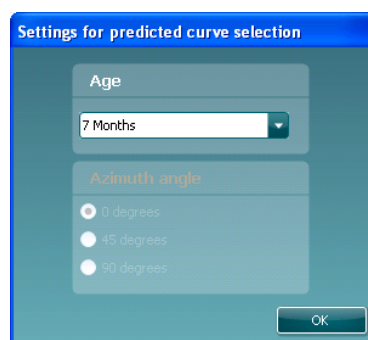 Settings for predicted curve selection
Age
7 Months
Azimuth angle
0 degrees
45 degrees
90 degrees
OK